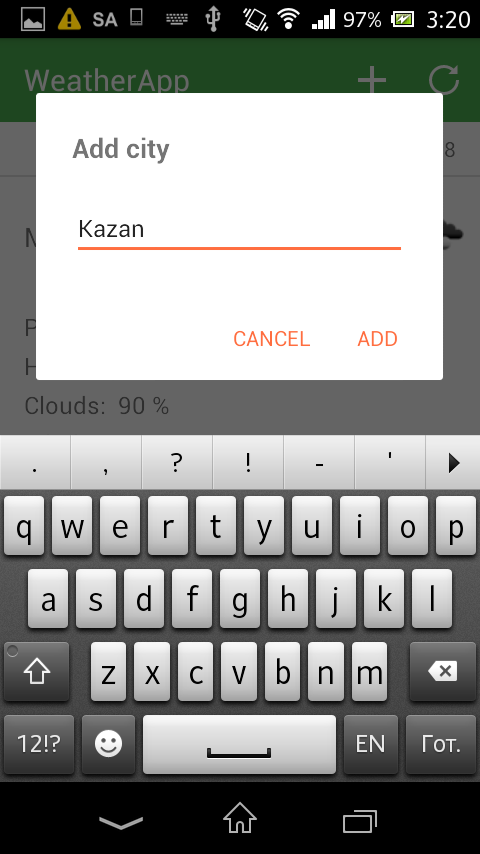 SA 97% 3:20
WeatherApp
Add city
8
Kazan
CANCEL ADD
Clouds: 90 %
. , ? ! - '
q w e r t y u i o p
a s d f g h j k l
z x c v b n m
12!? EN Гот.